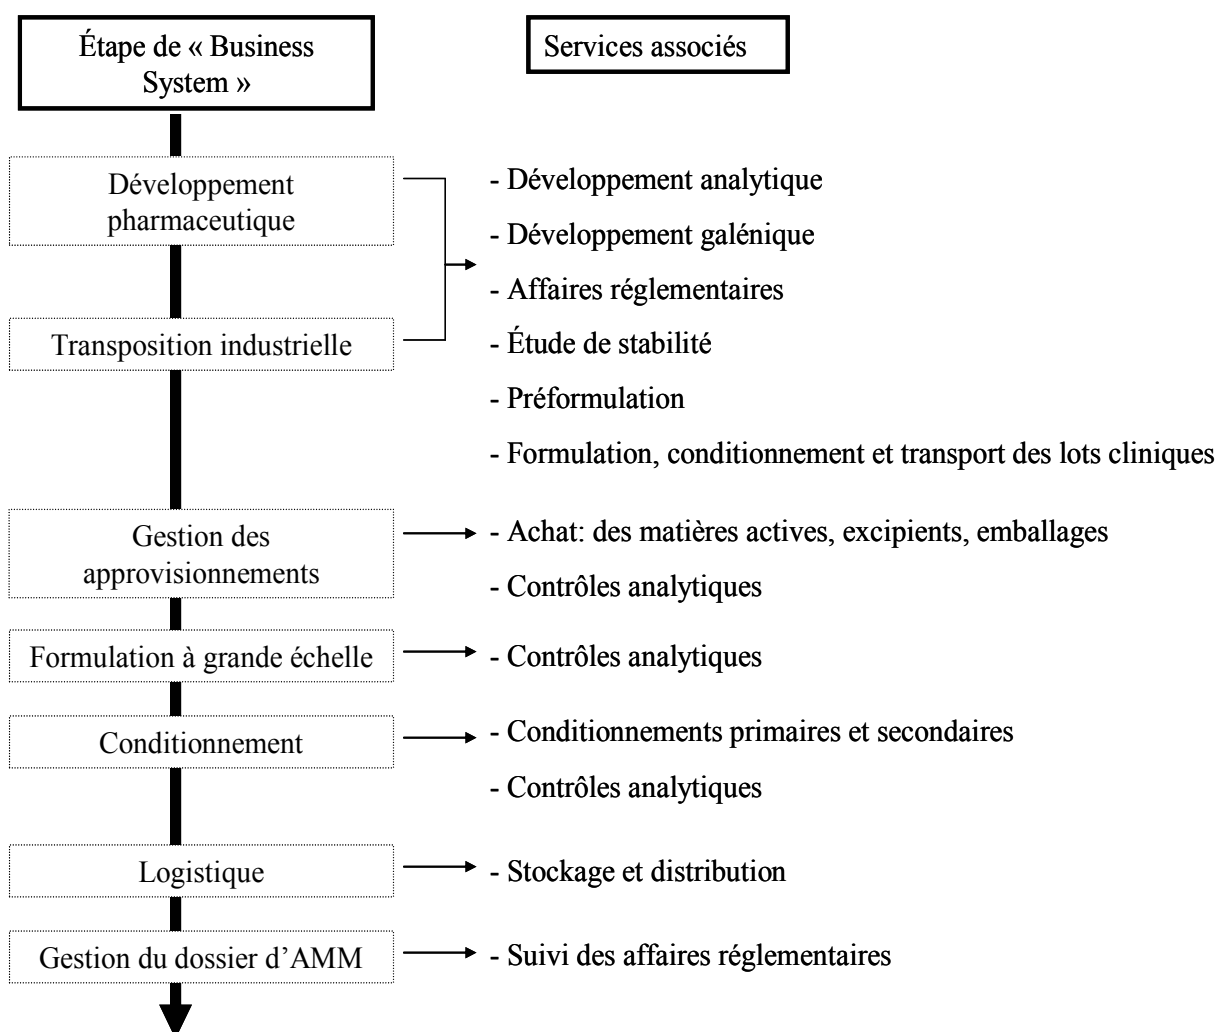 Étape de « Business
System »
Services associés
Développement
pharmaceutique
- Développement analytique
- Développement galénique
- Affaires réglementaires
Transposition industrielle
- Étude de stabilité
- Préformulation
- Formulation, conditionnement et transport des lots cliniques
Gestion des
approvisionnements
- Achat: des matières actives, excipients, emballages
- Contrôles analytiques
Formulation à grande échelle
- Contrôles analytiques
Conditionnement
- Conditionnements primaires et secondaires
- Contrôles analytiques
Logistique
- Stockage et distribution
Gestion du dossier d’AMM
- Suivi des affaires réglementaires